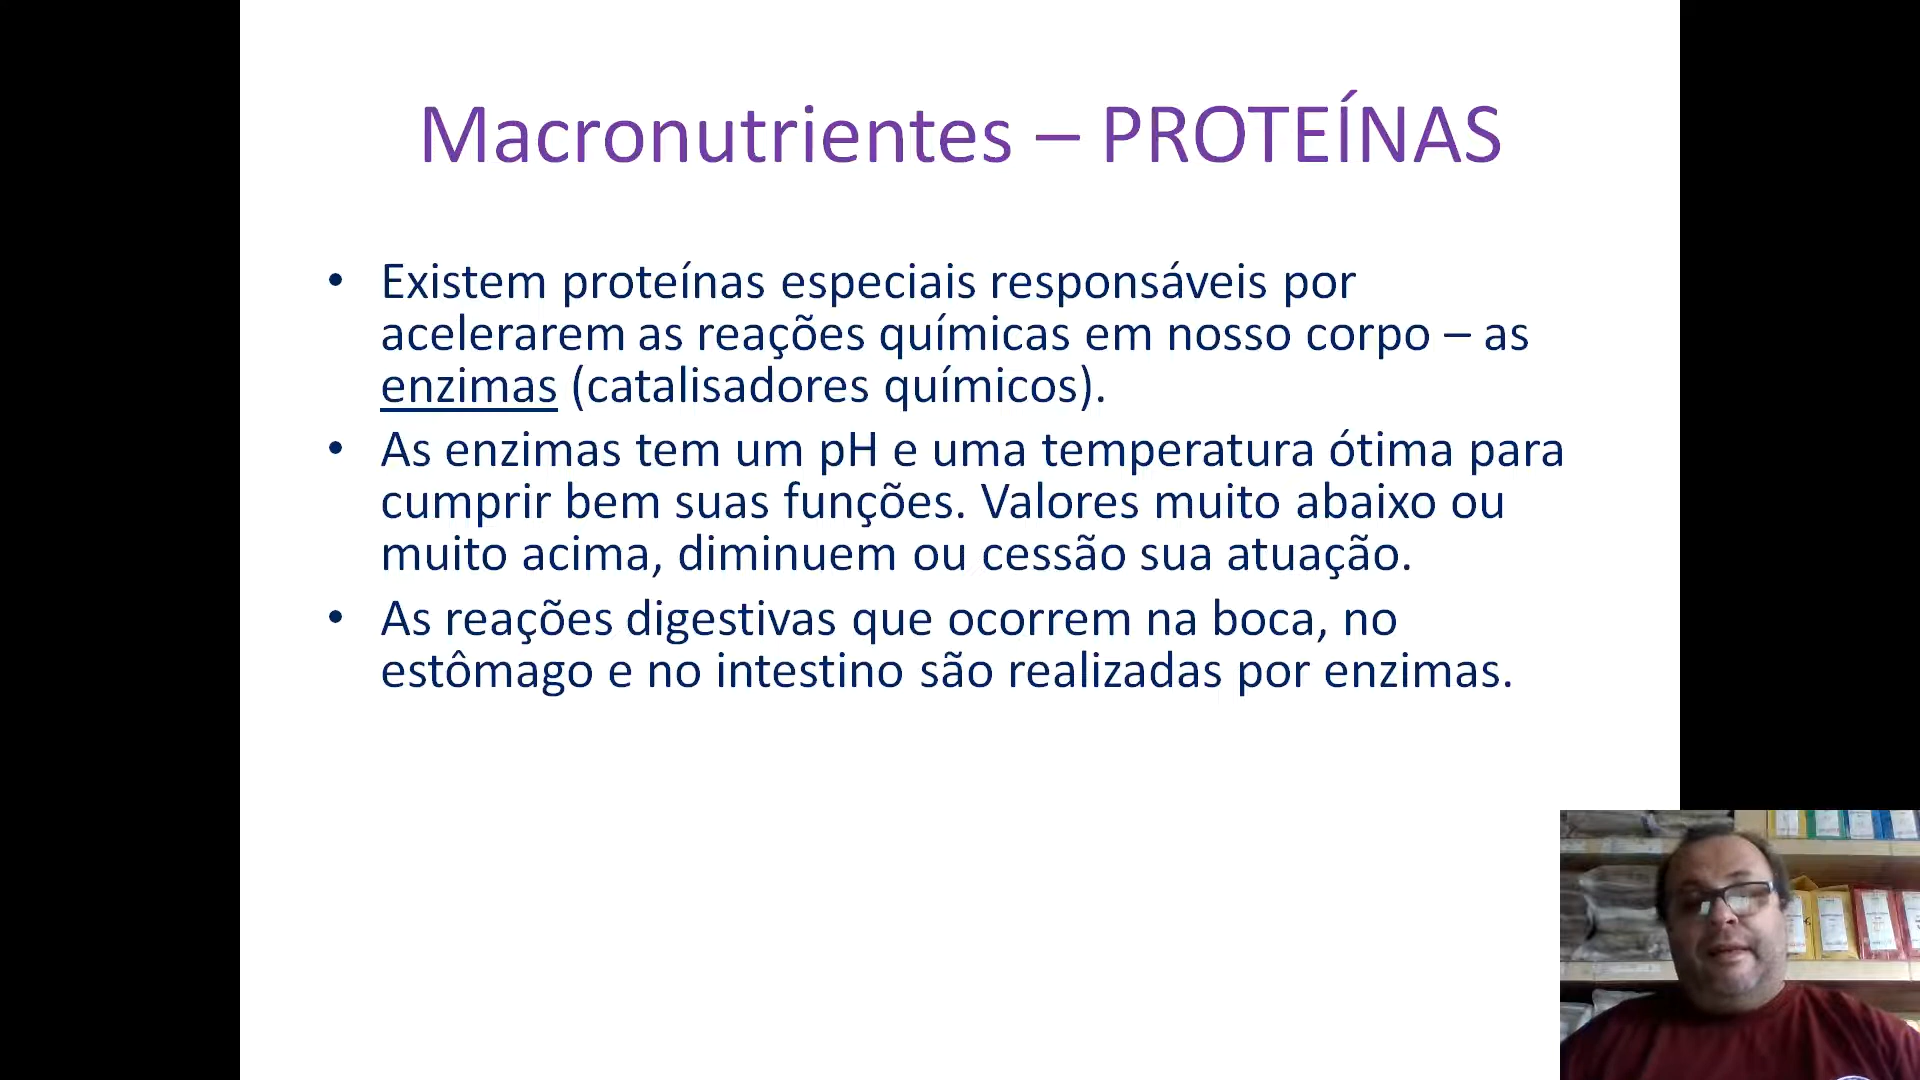 Macronutrientes – PROTEÍNAS
• Existem proteínas especiais responsáveis por
acelerarem as reações químicas em nosso corpo – as
enzimas (catalisadores químicos).
• As enzimas tem um pH e uma temperatura ótima para
cumprir bem suas funções. Valores muito abaixo ou
muito acima, diminuem ou cessão sua atuação.
• As reações digestivas que ocorrem na boca, no
estômago e no intestino são realizadas por enzimas.